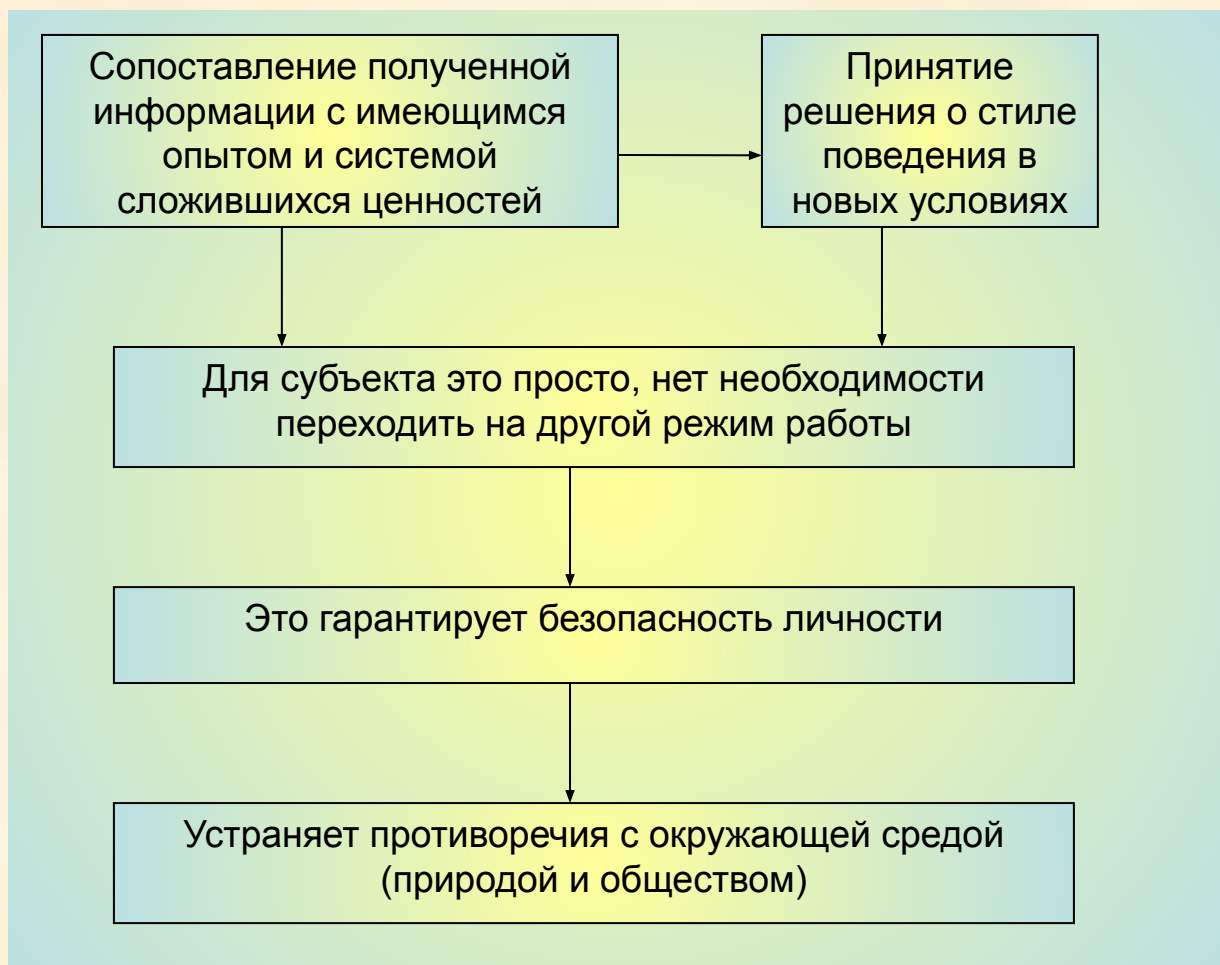 Сопоставление полученной
информации с имеющимся
опытом и системой
сложившихся ценностей
Принятие
решения о стиле
поведения в
новых условиях
Для субъекта это просто, нет необходимости
переходить на другой режим работы
Это гарантирует безопасность личности
Устраняет противоречия с окружающей средой
(природой и обществом)